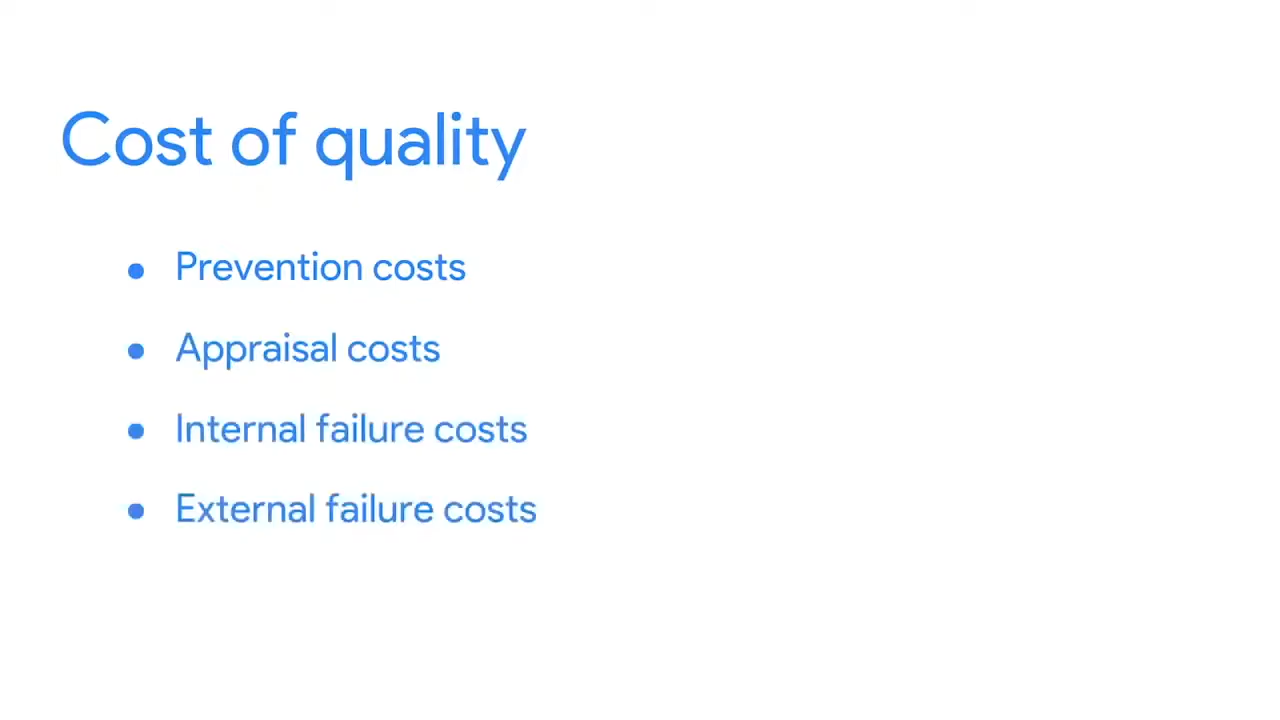 Cost of quality
● Prevention costs
● Appraisal costs
● Internal failure costs
● External failure costs